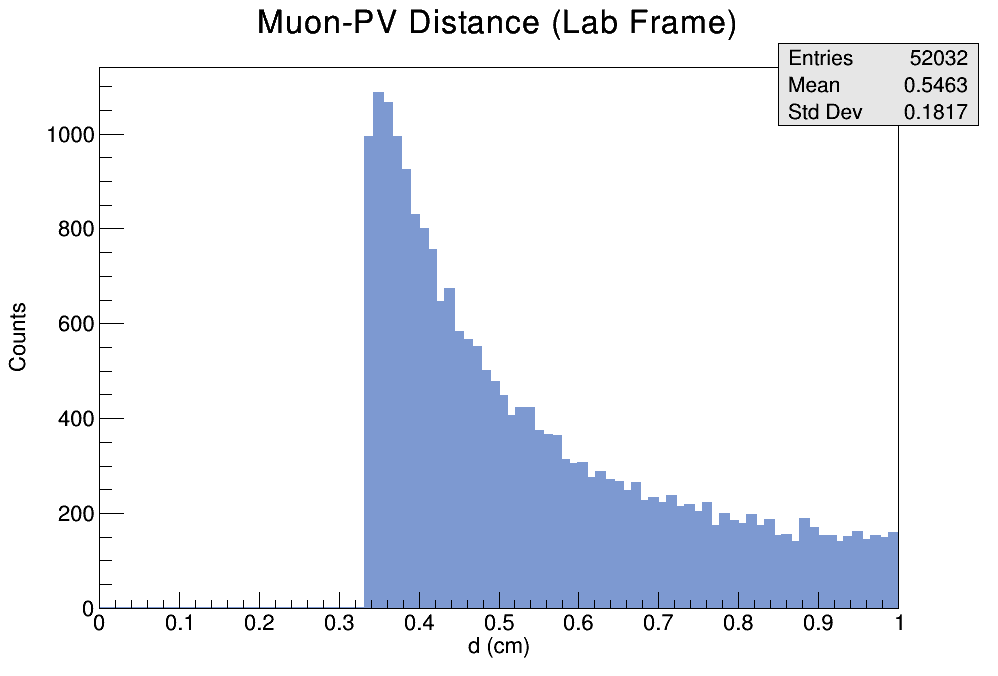 Muon-PV Distance (Lab Frame)
Entries 52032
Mean 0.5463
Std Dev 0.1817
Counts
1000
800
600
400
200
0
0 0.1 0.2 0.3 0.4 0.5 0.6 0.7 0.8 0.9 1
d (cm)